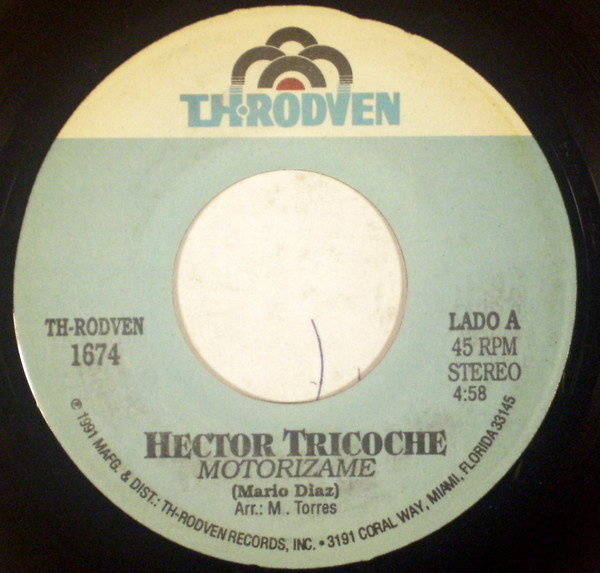 TH-RODVEN
TH-RODVEN
1674
LADO A
45 RPM
STEREO
4:58
HECTOR TRICOCHE
MOTORIZAME
(Mario Diaz)
Arr.: M. Torres
℗ 1991 MAFG. & DIST.: TH-RODVEN RECORDS, INC. • 3191 CORAL WAY, MIAMI, FLORIDA 33145